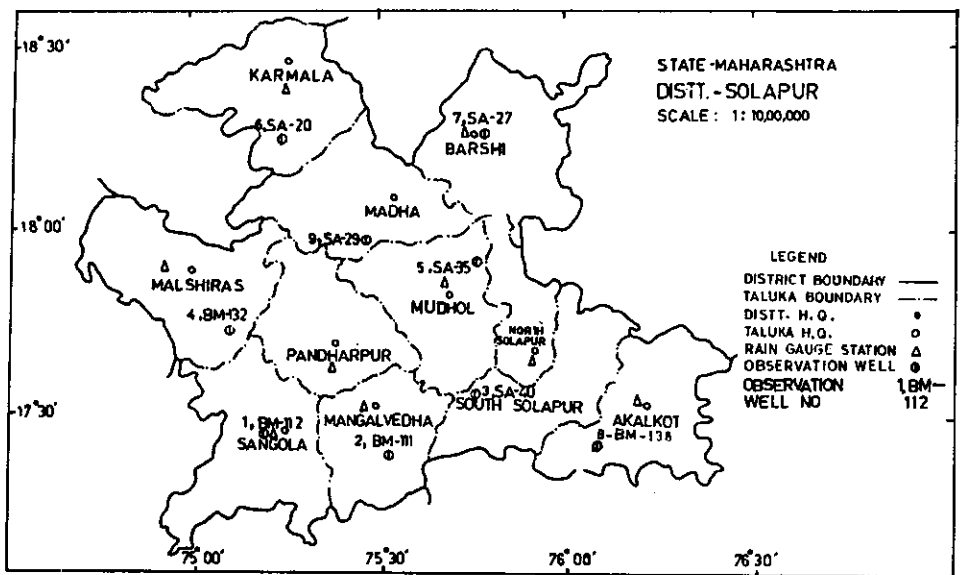 18°30'
18°00'
17°30'
75°00'
75°30'
76°00'
76°30'
STATE-MAHARASHTRA
DISTT.-SOLAPUR
SCALE: 1:10,00,000
KARMALA
6,SA-20
7,SA-27
BARSHI
MADHA
9,SA-29
5,SA-35
MUDHOL
MALSHIRAS
4,BM-132
PANDHARPUR
NORTH
SOLAPUR
3,SA-40
SOUTH SOLAPUR
MANGALVEDHA
2, BM-111
1, BM-112
SANGOLA
AKALKOT
8-BM-138
LEGEND
DISTRICT BOUNDARY
TALUKA BOUNDARY
DISTT. H.Q.
TALUKA H.Q.
RAIN GAUGE STATION
OBSERVATION WELL
OBSERVATION 1,BM-
WELL NO 112